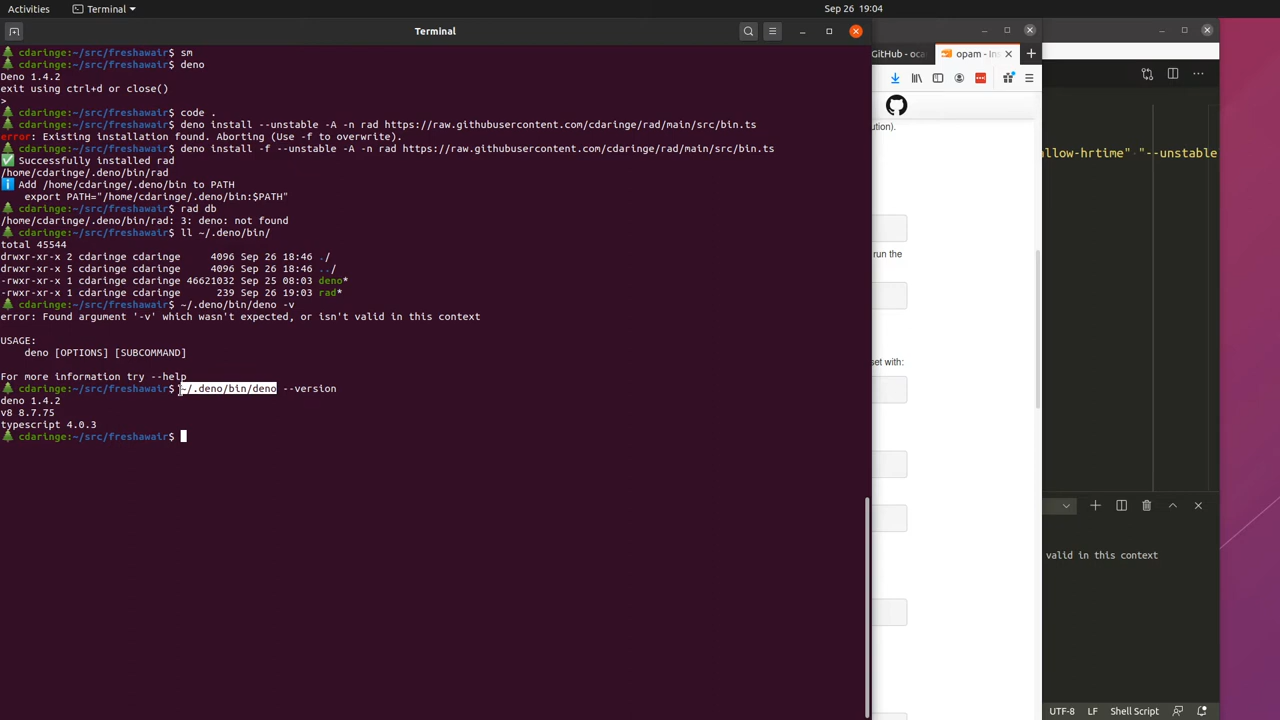 Activities
Terminal
Sep 26 19:04
Terminal
cdaringe:~/src/freshawair$ sm
cdaringe:~/src/freshawair$ deno
Deno 1.4.2
exit using ctrl+d or close()
>
cdaringe:~/src/freshawair$ code .
cdaringe:~/src/freshawair$ deno install --unstable -A -n rad https://raw.githubusercontent.com/cdaringe/rad/main/src/bin.ts
error: Existing installation found. Aborting (Use -f to overwrite).
cdaringe:~/src/freshawair$ deno install -f --unstable -A -n rad https://raw.githubusercontent.com/cdaringe/rad/main/src/bin.ts
✅ Successfully installed rad
/home/cdaringe/.deno/bin/rad
ℹ️ Add /home/cdaringe/.deno/bin to PATH
export PATH="/home/cdaringe/.deno/bin:$PATH"
cdaringe:~/src/freshawair$ rad db
/home/cdaringe/.deno/bin/rad: 3: deno: not found
cdaringe:~/src/freshawair$ ll ~/.deno/bin/
total 45544
drwxr-xr-x 2 cdaringe cdaringe 4096 Sep 26 18:46 ./
drwxr-xr-x 5 cdaringe cdaringe 4096 Sep 26 18:46 ../
-rwxr-xr-x 1 cdaringe cdaringe 46621032 Sep 25 08:03 deno*
-rwxr-xr-x 1 cdaringe cdaringe 239 Sep 26 19:03 rad*
cdaringe:~/src/freshawair$ ~/.deno/bin/deno -v
error: Found argument '-v' which wasn't expected, or isn't valid in this context
USAGE:
deno [OPTIONS] [SUBCOMMAND]
For more information try --help
cdaringe:~/src/freshawair$ ~/.deno/bin/deno --version
deno 1.4.2
v8 8.7.75
typescript 4.0.3
cdaringe:~/src/freshawair$
GitHub - oca
opam - Ins
ution).
run the
set with:
llow-hrtime" "--unstable
valid in this context
UTF-8
LF
Shell Script